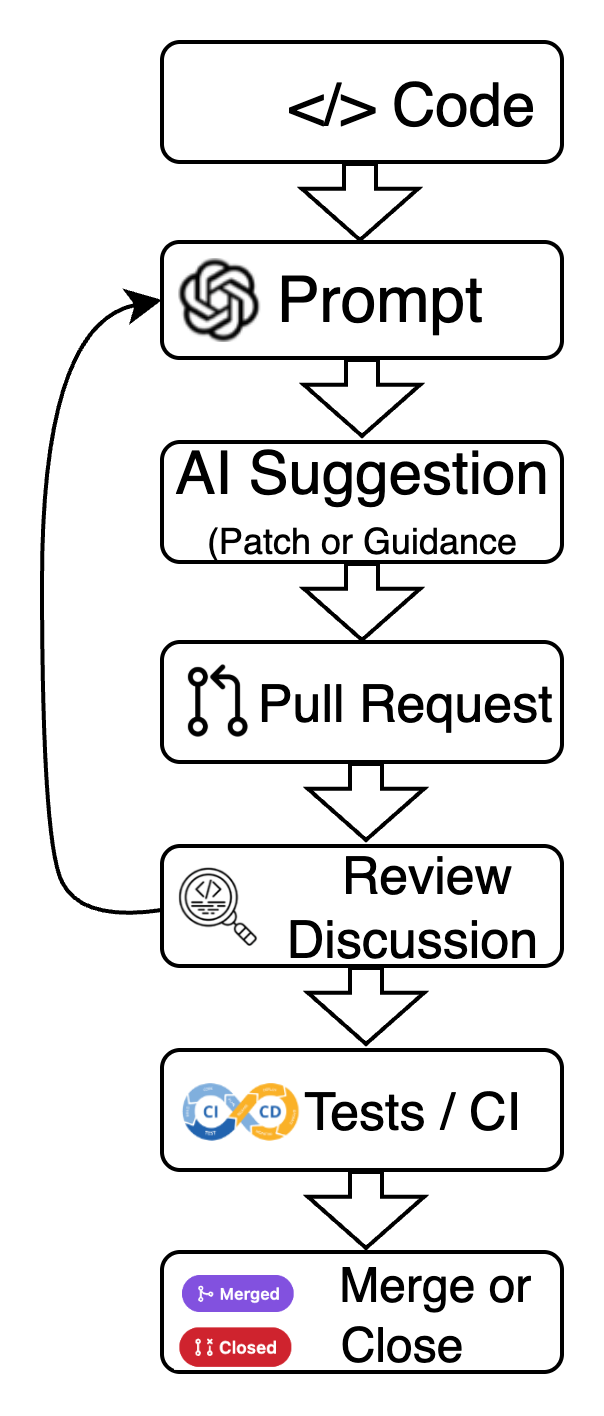 </> Code
Prompt
AI Suggestion
(Patch or Guidance
Pull Request
Review
Discussion
CI CD Tests / CI
Merged
Closed
Merge or
Close